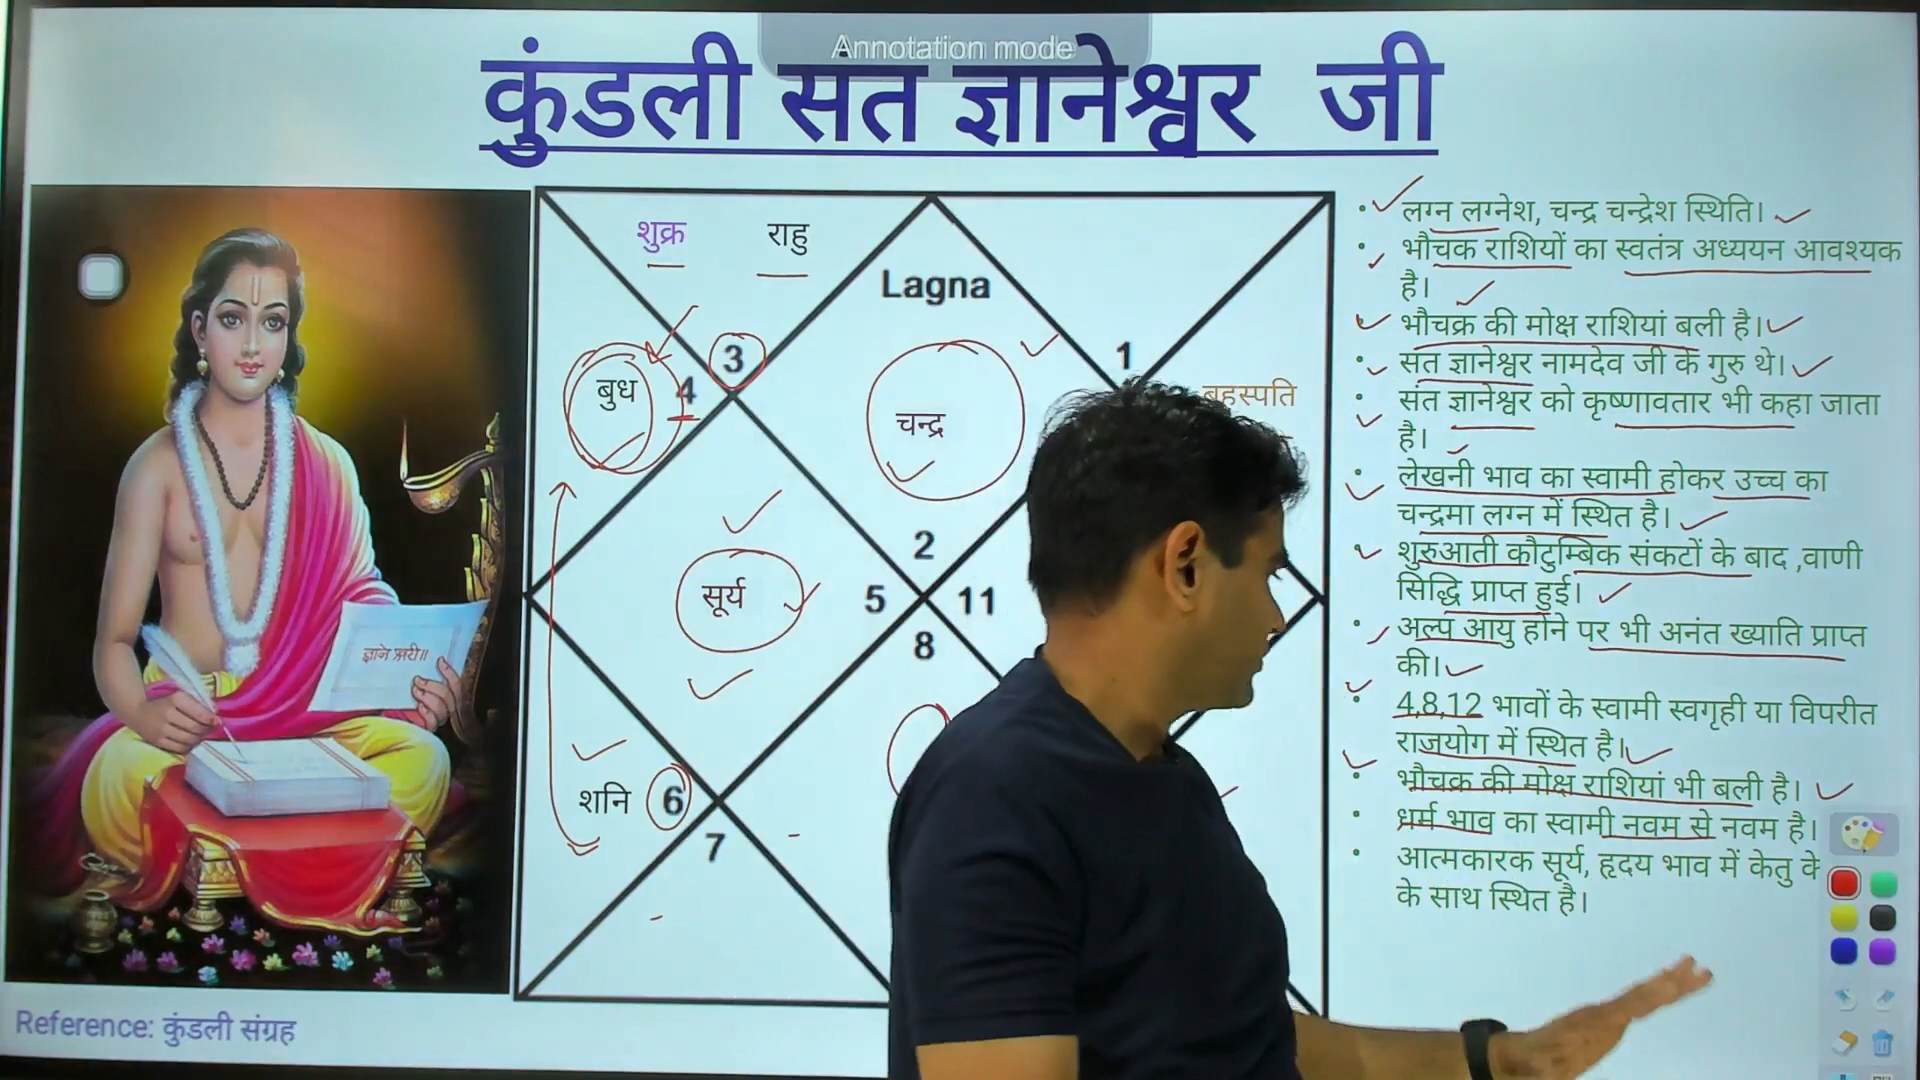 Annotation mode
कुंडली संत ज्ञानेश्वर जी
शुक्र राहु
Lagna
3
1
बुध 4
चन्द्र
बृहस्पति
2
सूर्य 5 11
8
शनि 6
7
ज्ञानेश्वरी॥
Reference: कुंडली संग्रह
• लग्न लग्नेश, चन्द्र चन्द्रेश स्थिति।
• भौचक राशियों का स्वतंत्र अध्ययन आवश्यक
है।
• भौचक्र की मोक्ष राशियां बली है।
• संत ज्ञानेश्वर नामदेव जी के गुरु थे।
• संत ज्ञानेश्वर को कृष्णावतार भी कहा जाता
है।
• लेखनी भाव का स्वामी होकर उच्च का
चन्द्रमा लग्न में स्थित है।
• शुरुआती कौटुम्बिक संकटों के बाद ,वाणी
सिद्धि प्राप्त हुई।
• अल्प आयु होने पर भी अनंत ख्याति प्राप्त
की।
• 4,8,12 भावों के स्वामी स्वगृही या विपरीत
राजयोग में स्थित है।
• भौचक्र की मोक्ष राशियां भी बली है।
• धर्म भाव का स्वामी नवम से नवम है।
• आत्मकारक सूर्य, हृदय भाव में केतु के
के साथ स्थित है।